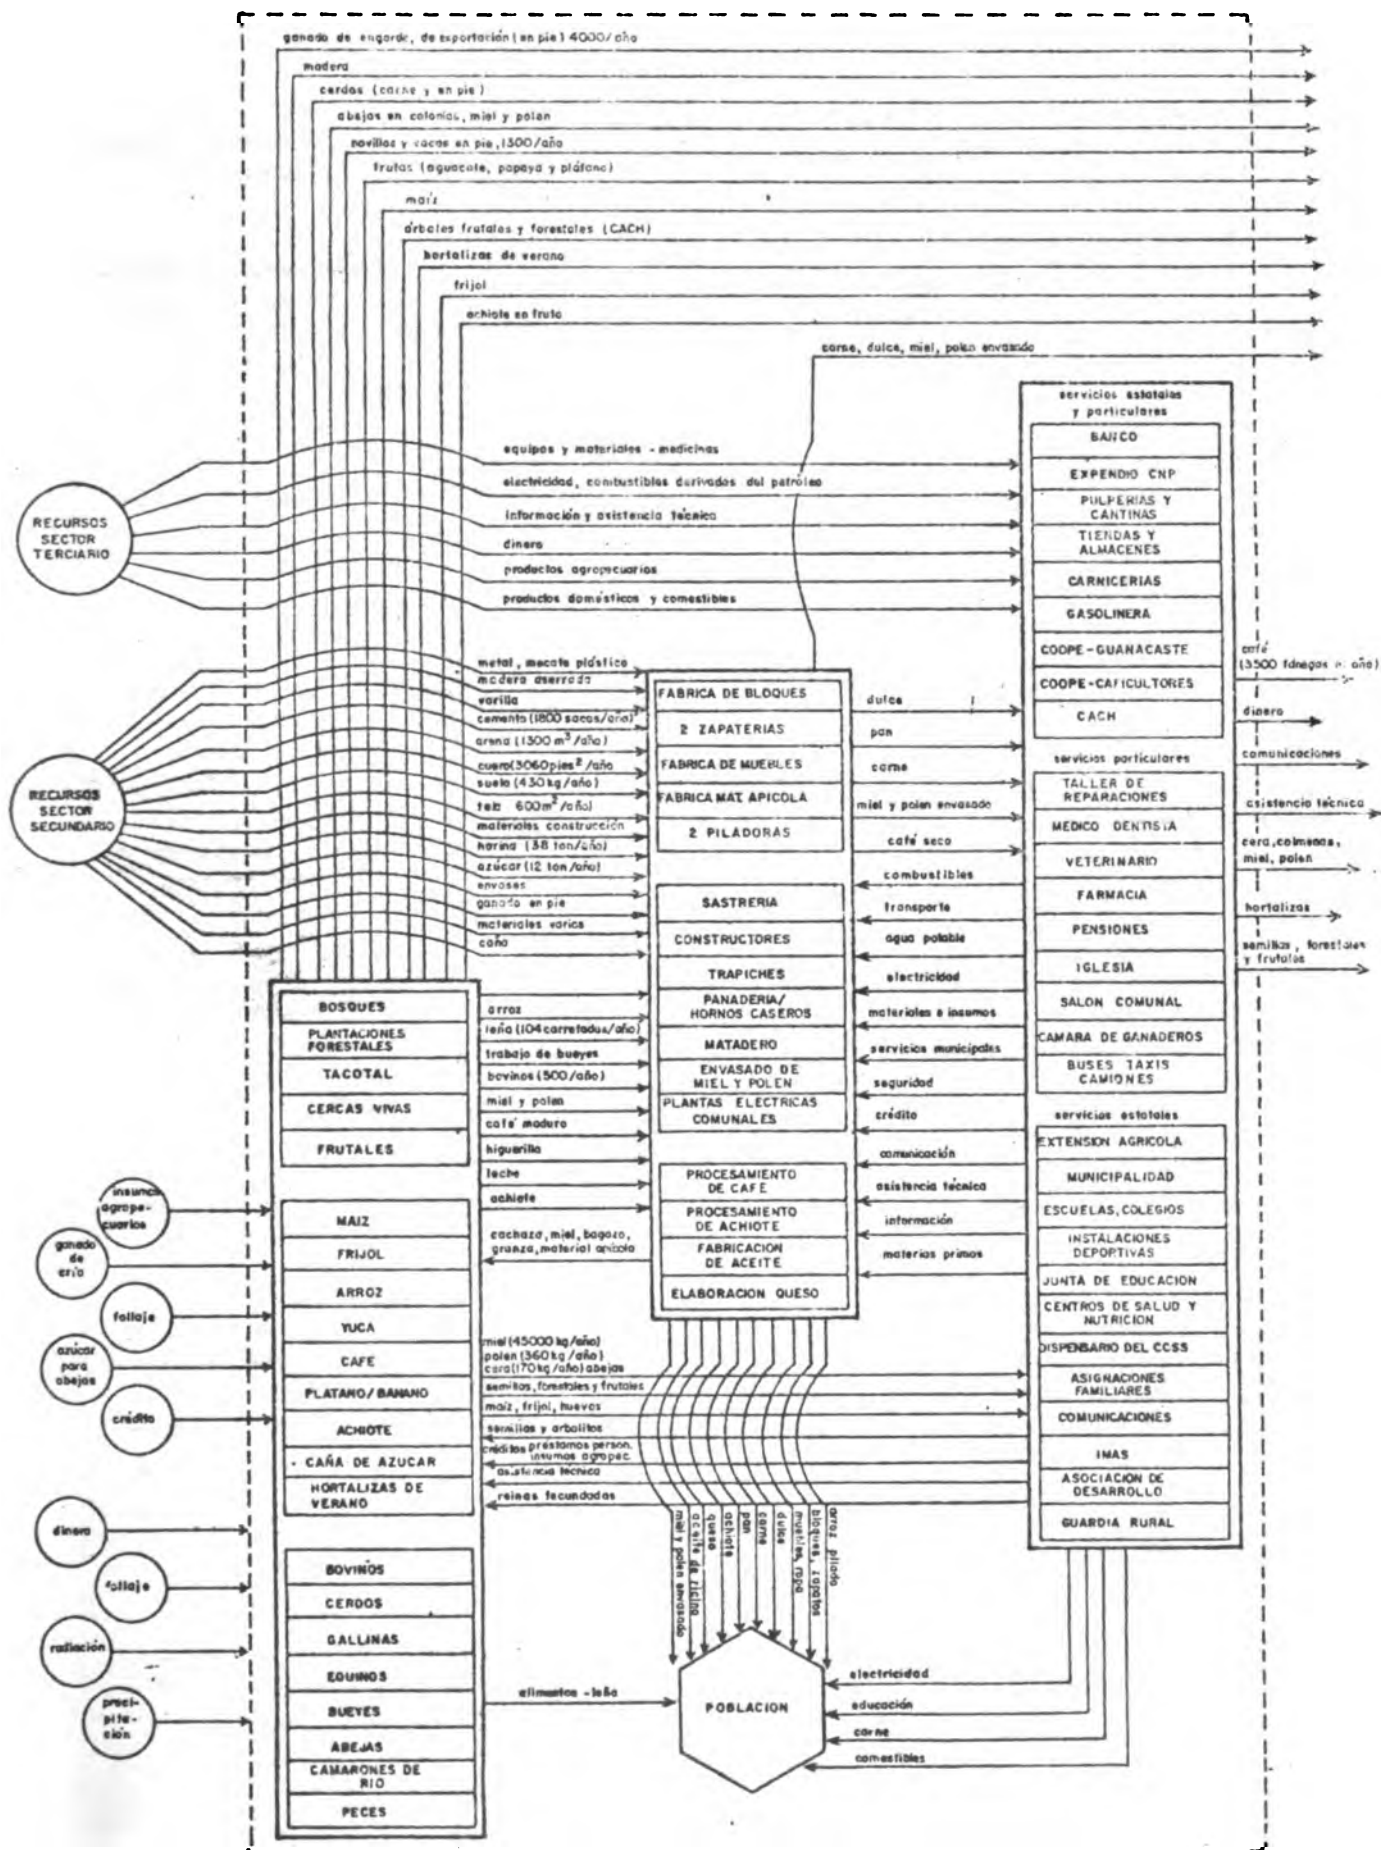 ganado de engorde, de exportación (en pie) 4000/año
madera
cerdos (carne y en pie)
abejas en colonias, miel y polen
novillos y vacas en pie, 1300/año
frutas (aguacate, papaya y plátano)
maíz
árboles frutales y forestales (CACH)
hortalizas de verano
frijol
achiote en fruto
carne, dulce, miel, polen envasado
RECURSOS
SECTOR
TERCIARIO
equipos y materiales - medicinas
electricidad, combustibles derivados del petróleo
información y asistencia técnica
dinero
productos agropecuarios
productos domésticos y comestibles
RECURSOS
SECTOR
SECUNDARIO
metal, mecate plástico
madera aserrada
varilla
cemento (1800 sacos/año)
arena (1300 m³/año)
cuero (3060 pies²/año
suela (430 kg/año)
tela 600 m²/año)
materiales construcción
harina (38 ton/año)
azúcar (12 ton/año)
envases
ganado en pie
materiales varios
caña
BOSQUES
PLANTACIONES
FORESTALES
TACOTAL
CERCAS VIVAS
FRUTALES
MAIZ
FRIJOL
ARROZ
YUCA
CAFE
PLATANO/BANANO
ACHIOTE
CAÑA DE AZUCAR
HORTALIZAS DE
VERANO
BOVINOS
CERDOS
GALLINAS
EQUINOS
BUEYES
ABEJAS
CAMARONES DE
RIO
PECES
insumos
agrope-
cuarios
ganado
de
cría
follaje
azúcar
para
abejas
crédito
dinero
follaje
radiación
preci-
pita-
ción
arroz
leña (104 carretadas/año)
trabajo de bueyes
bovinos (500/año)
miel y polen
café maduro
higuerilla
leche
achiote
cachaza, miel, bagazo,
granza, material apícola
FABRICA DE BLOQUES
2 ZAPATERIAS
FABRICA DE MUEBLES
FABRICA MAT. APICOLA
2 PILADORAS
SASTRERIA
CONSTRUCTORES
TRAPICHES
PANADERIA/
HORNOS CASEROS
MATADERO
ENVASADO DE
MIEL Y POLEN
PLANTAS ELECTRICAS
COMUNALES
PROCESAMIENTO
DE CAFE
PROCESAMIENTO
DE ACHIOTE
FABRICACION
DE ACEITE
ELABORACION QUESO
dulce
pan
carne
miel y polen envasado
café seco
combustibles
transporte
agua potable
electricidad
materiales e insumos
servicios municipales
seguridad
crédito
comunicación
asistencia técnica
información
materias primas
servicios estatales
y particulares
BANCO
EXPENDIO CNP
PULPERIAS Y
CANTINAS
TIENDAS Y
ALMACENES
CARNICERIAS
GASOLINERA
COOPE-GUANACASTE
COOPE-CAFICULTORES
CACH
servicios particulares
TALLER DE
REPARACIONES
MEDICO DENTISTA
VETERINARIO
FARMACIA
PENSIONES
IGLESIA
SALON COMUNAL
CAMARA DE GANADEROS
BUSES TAXIS
CAMIONES
servicios estatales
EXTENSION AGRICOLA
MUNICIPALIDAD
ESCUELAS, COLEGIOS
INSTALACIONES
DEPORTIVAS
JUNTA DE EDUCACION
CENTROS DE SALUD Y
NUTRICION
DISPENSARIO DEL CCSS
ASIGNACIONES
FAMILIARES
COMUNICACIONES
IMAS
ASOCIACION DE
DESARROLLO
GUARDIA RURAL
café
(3500 fanegas al año)
dinero
comunicaciones
asistencia técnica
cera, colmenas,
miel, polen
hortalizas
semillas, forestales
y frutales
miel (45000 kg/año)
polen (360 kg/año)
cera (170 kg/año) abejas
semillas, forestales y frutales
maíz, frijol, huevos
semillas y arbolitos
créditos préstamos person.
insumos agropec.
asistencia técnica
reinas fecundadas
miel y polen envasado
aceite de ricino
queso
achiote
pan
carne
dulce
muebles, ropa
bloques, zapatos
arroz pilado
alimentos - leña
POBLACION
electricidad
educación
carne
comestibles